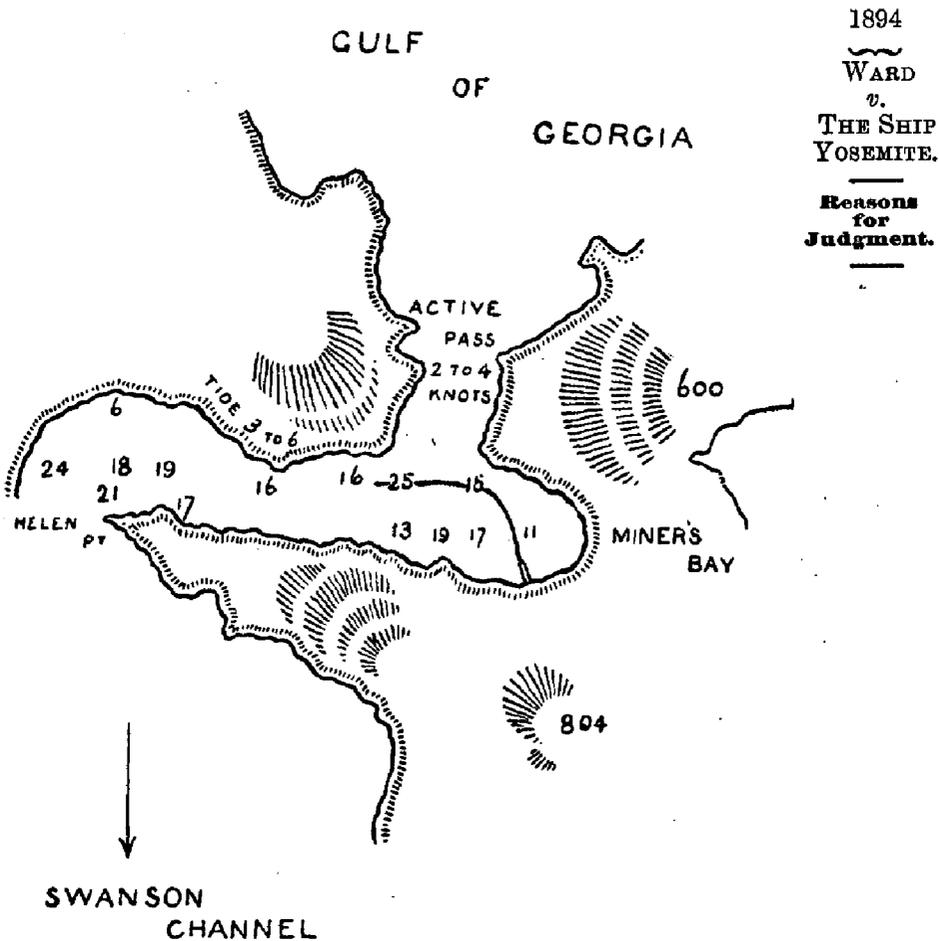 GULF
OF
GEORGIA
1894
WARD
v.
THE SHIP
YOSEMITE.
Reasons
for
Judgment.
ACTIVE
PASS
2 TO 4
KNOTS
600
TIDE 3 TO 6
6
24 18 19
21
17
16
16 25 15
13 19 17 11
HELEN
PT
MINER'S
BAY
804
SWANSON
CHANNEL